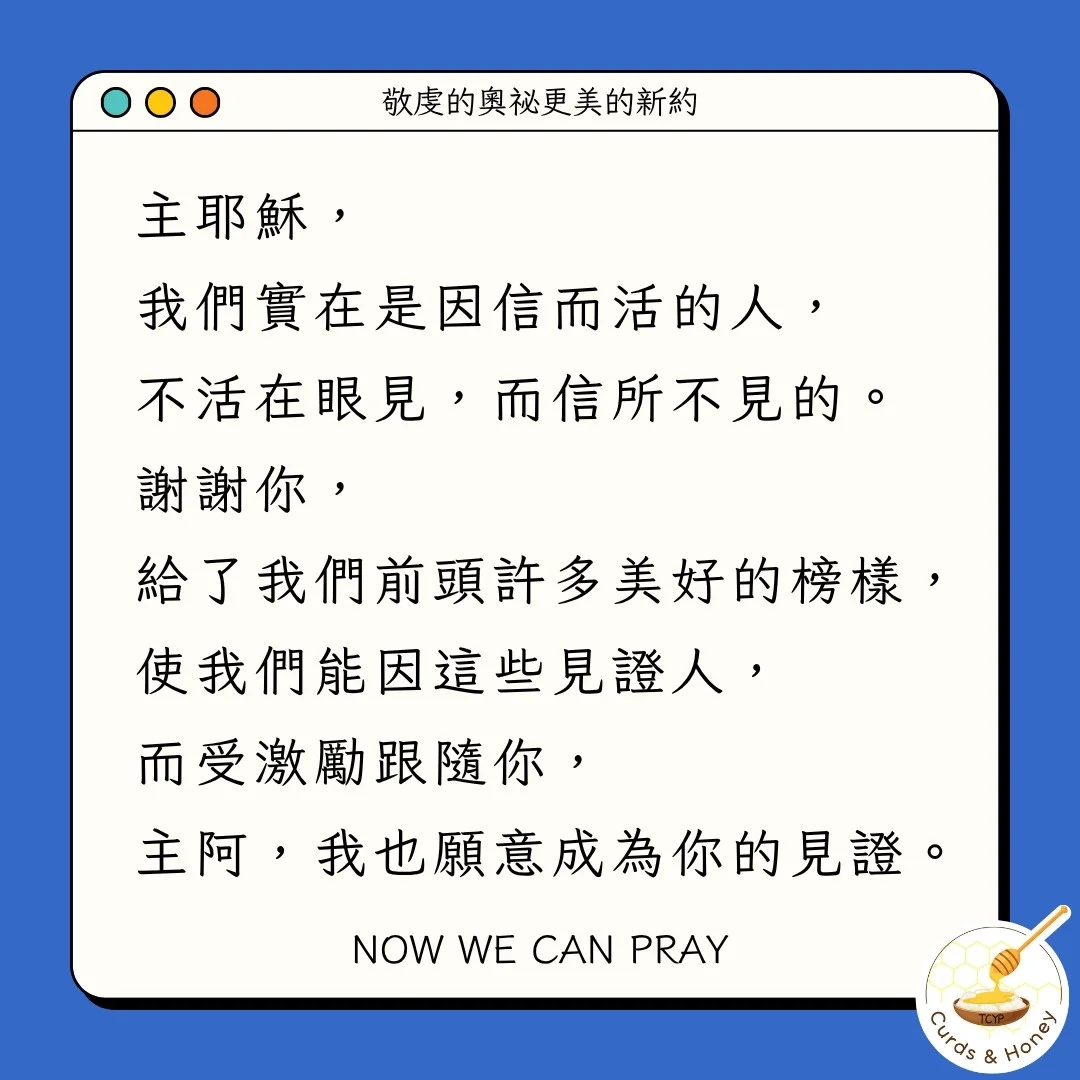 敬虔的奧祕更美的新約
主耶穌，
我們實在是因信而活的人，
不活在眼見，而信所不見的。
謝謝你，
給了我們前頭許多美好的榜樣，
使我們能因這些見證人，
而受激勵跟隨你，
主阿，我也願意成為你的見證。
NOW WE CAN PRAY
TCYP
Curds & Honey